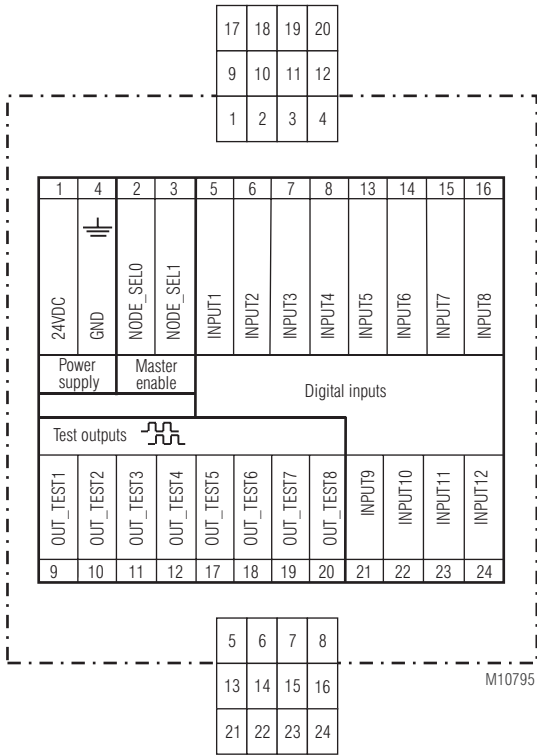 17 18 19 20
9 10 11 12
1 2 3 4
1 4 2 3 5 6 7 8 13 14 15 16
24VDC
GND
NODE_SEL0
NODE_SEL1
INPUT1
INPUT2
INPUT3
INPUT4
INPUT5
INPUT6
INPUT7
INPUT8
Power
supply
Master
enable
Digital inputs
Test outputs
OUT_TEST1
OUT_TEST2
OUT_TEST3
OUT_TEST4
OUT_TEST5
OUT_TEST6
OUT_TEST7
OUT_TEST8
INPUT9
INPUT10
INPUT11
INPUT12
9 10 11 12 17 18 19 20 21 22 23 24
5 6 7 8
13 14 15 16
21 22 23 24
M10795